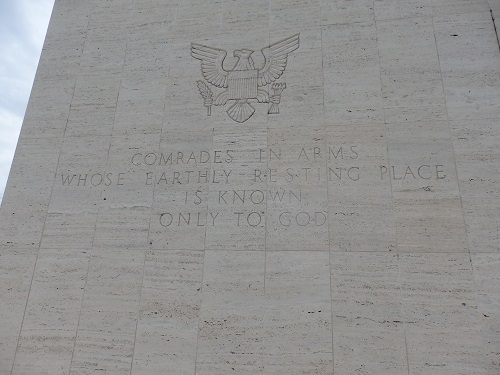 COMRADES IN ARMS
WHOSE EARTHLY RESTING PLACE
IS KNOWN
ONLY TO GOD